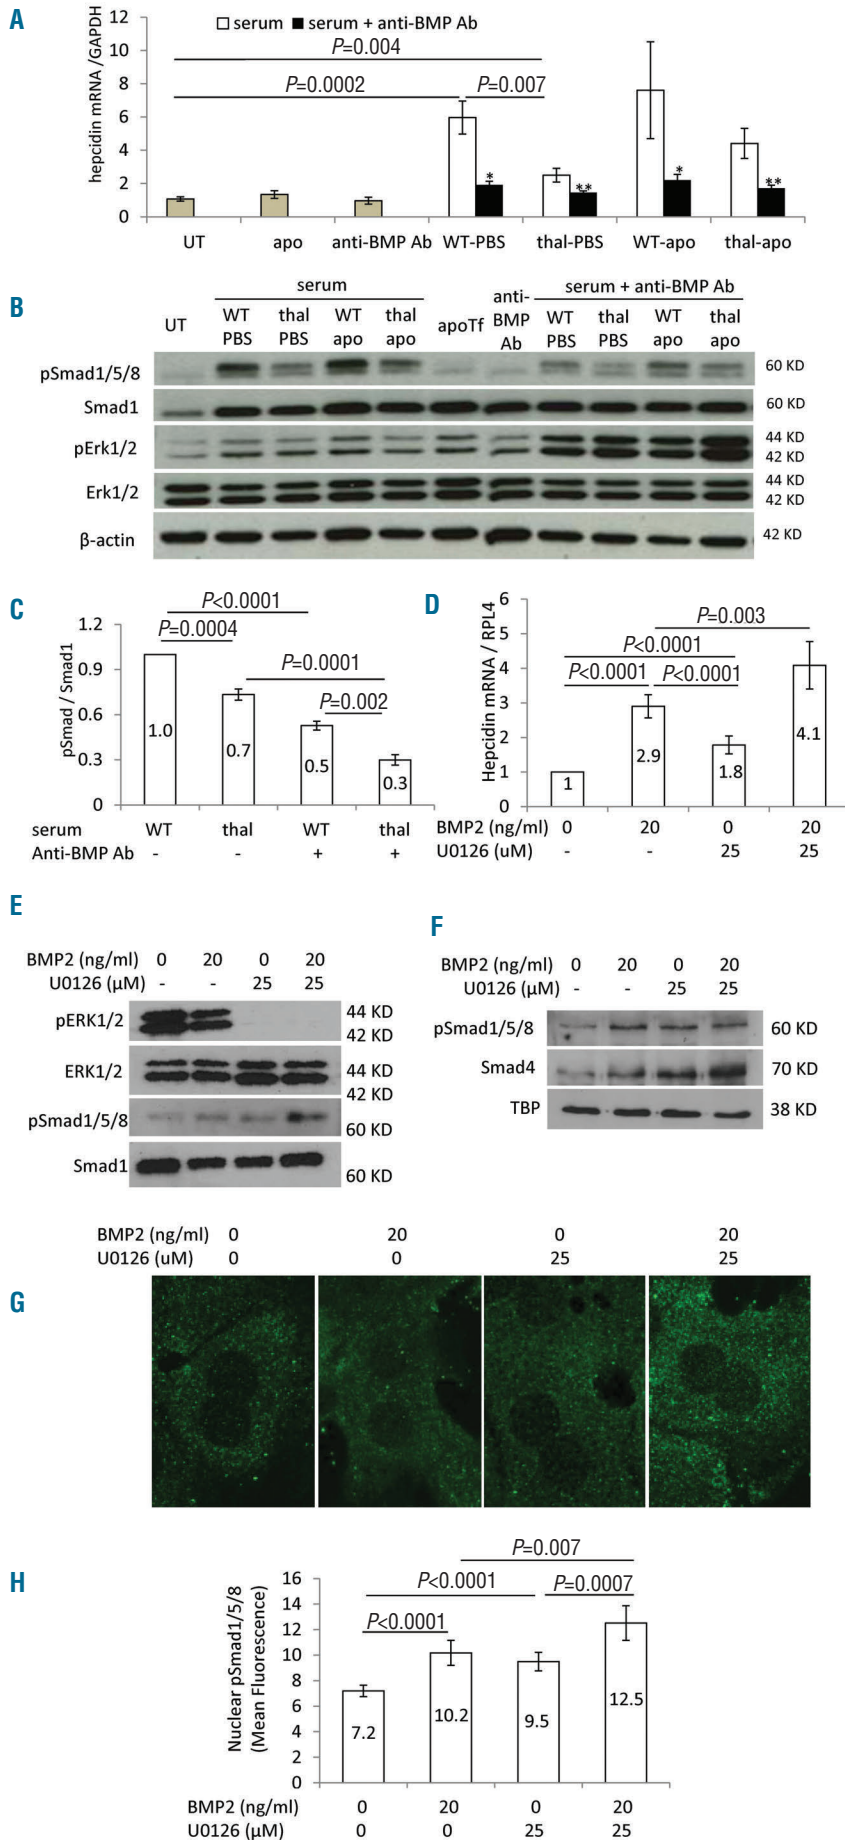 A
hepcidin mRNA /GAPDH
12
10
8
6
4
2
0
serum serum + anti-BMP Ab
P=0.004
P=0.0002 P=0.007
* ** * **
UT apo anti-BMP Ab WT-PBS thal-PBS WT-apo thal-apo
B
serum serum + anti-BMP Ab
UT WT PBS thal PBS WT apo thal apo apoTf anti-BMP Ab WT PBS thal PBS WT apo thal apo
pSmad1/5/8 60 KD
Smad1 60 KD
pErk1/2 44 KD
42 KD
Erk1/2 44 KD
42 KD
β-actin 42 KD
C
pSmad / Smad1
1.2
0.9
0.6
0.3
0
P<0.0001
P=0.0004
P=0.0001
P=0.002
1.0 0.7 0.5 0.3
serum WT thal WT thal
Anti-BMP Ab - - + +
D
Hepcidin mRNA / RPL4
6
5
4
3
2
1
0
P=0.003
P<0.0001
P<0.0001 P<0.0001
1 2.9 1.8 4.1
BMP2 (ng/ml) 0 20 0 20
U0126 (uM) - - 25 25
E
BMP2 (ng/ml) 0 20 0 20
U0126 (μM) - - 25 25
pERK1/2 44 KD
42 KD
ERK1/2 44 KD
42 KD
pSmad1/5/8 60 KD
Smad1 60 KD
F
BMP2 (ng/ml) 0 20 0 20
U0126 (μM) - - 25 25
pSmad1/5/8 60 KD
Smad4 70 KD
TBP 38 KD
BMP2 (ng/ml) 0 20 0 20
U0126 (uM) 0 0 25 25
G
H
Nuclear pSmad1/5/8
(Mean Fluorescence)
16
14
12
10
8
6
4
2
0
P=0.007
P<0.0001 P=0.0007
P<0.0001
7.2 10.2 9.5 12.5
BMP2 (ng/ml) 0 20 0 20
U0126 (μM) 0 0 25 25